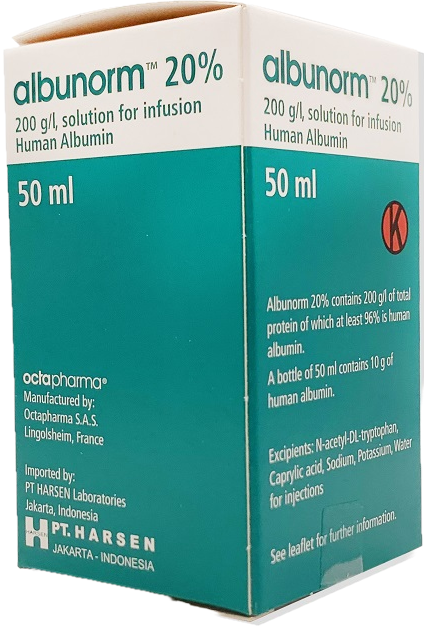 albunorm™ 20%
200 g/l, solution for infusion
Human Albumin
50 ml
octapharma®
Manufactured by:
Octapharma S.A.S.
Lingolsheim, France
Imported by:
PT HARSEN Laboratories
Jakarta, Indonesia
H PT. HARSEN
JAKARTA - INDONESIA
albunorm™ 20%
200 g/l, solution for infusion
Human Albumin
50 ml
K
Albunorm 20% contains 200 g/l of total
protein of which at least 96% is human
albumin.
A bottle of 50 ml contains 10 g of
human albumin.
Excipients: N-acetyl-DL-tryptophan,
Caprylic acid, Sodium, Potassium, Water
for injections
See leaflet for further information.